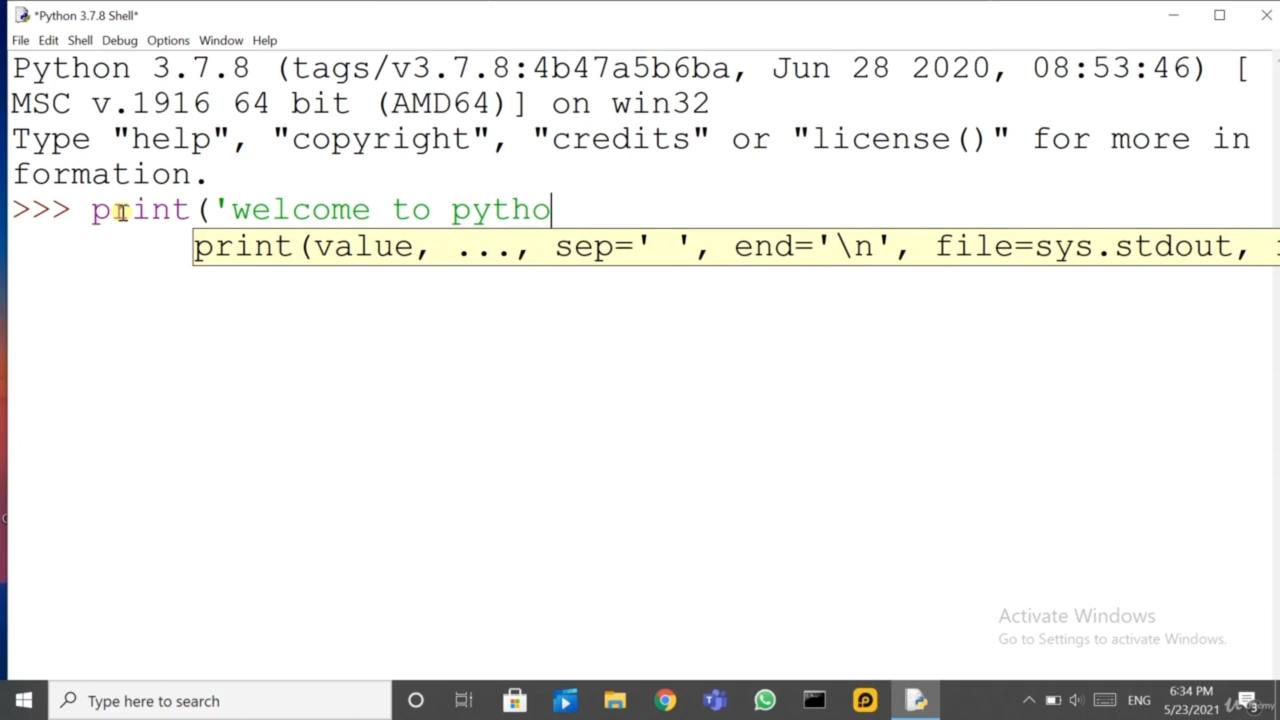 *Python 3.7.8 Shell*
File Edit Shell Debug Options Window Help
Python 3.7.8 (tags/v3.7.8:4b47a5b6ba, Jun 28 2020, 08:53:46) [
MSC v.1916 64 bit (AMD64)] on win32
Type "help", "copyright", "credits" or "license()" for more in
formation.
>>> print('welcome to pytho
print(value, ..., sep=' ', end='\n', file=sys.stdout,
Activate Windows
Go to Settings to activate Windows.
Type here to search
ENG
6:34 PM
5/23/2021